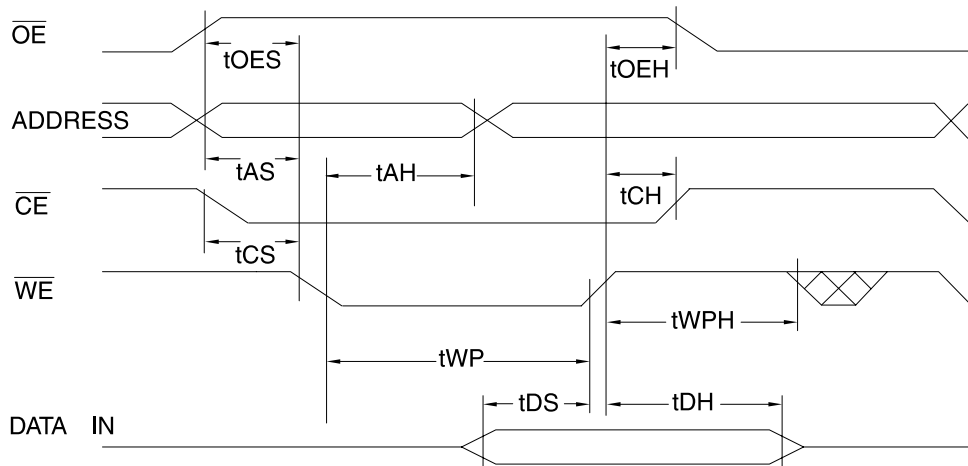 OE
tOES
tOEH
ADDRESS
tAS
tAH
tCH
CE
tCS
WE
tWPH
tWP
tDS
tDH
DATA IN